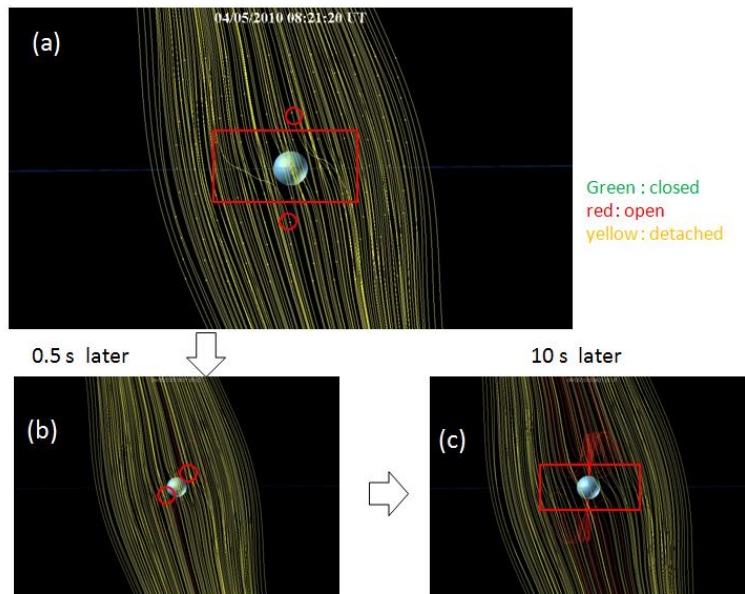 04/05/2010 08:21:20 UT
(a)
Green : closed
red : open
yellow : detached
0.5 s later
10 s later
(b)
(c)